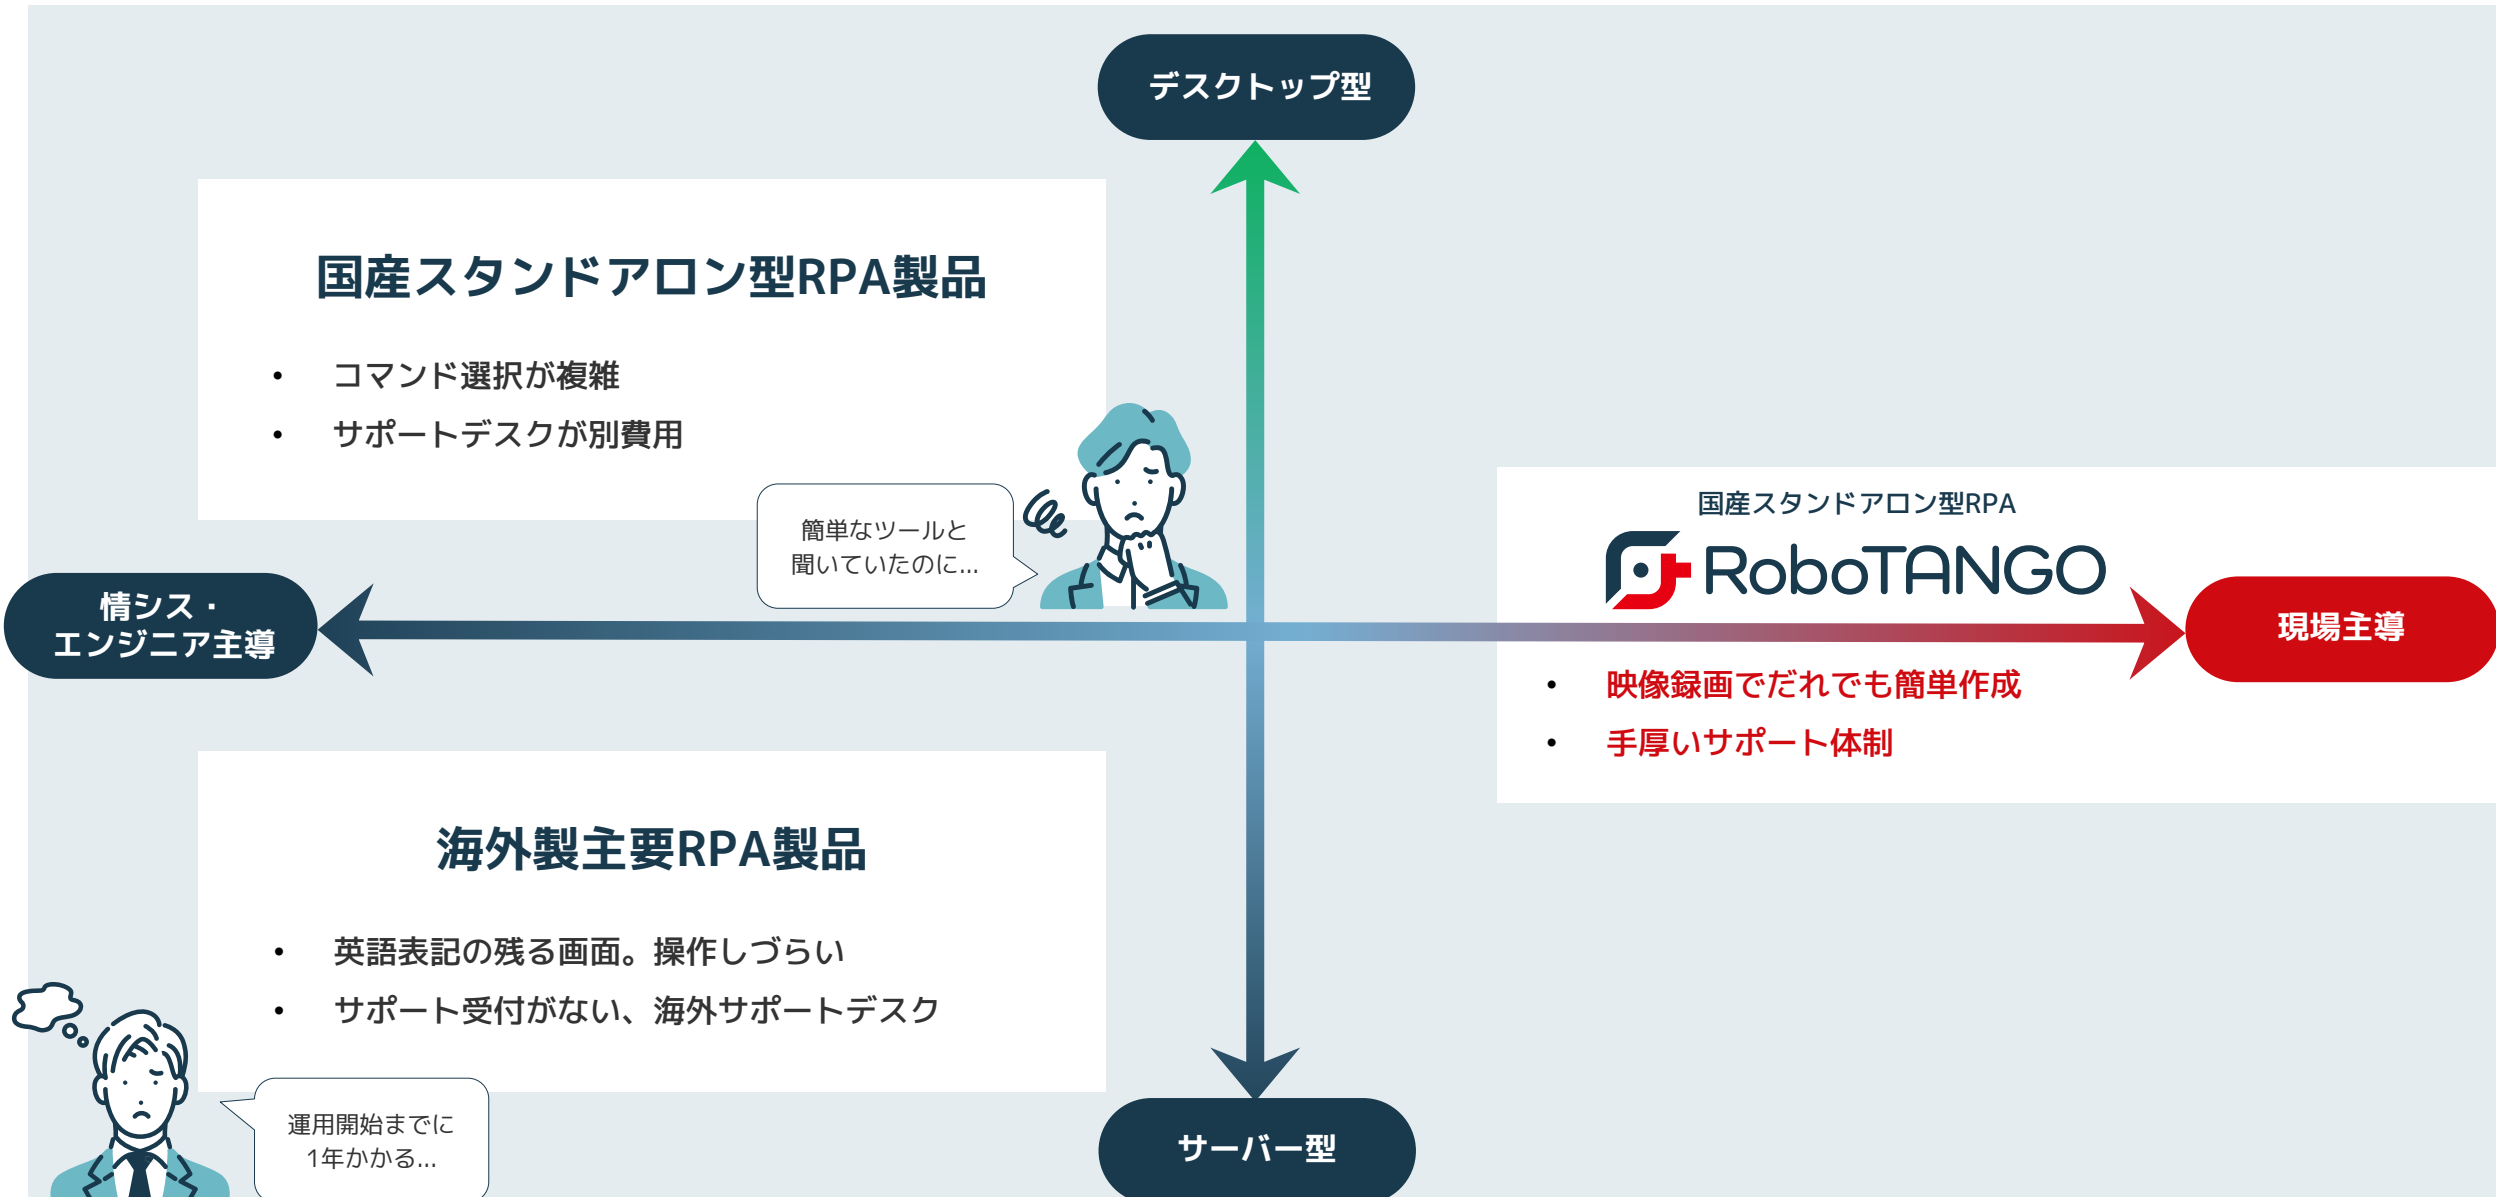 デスクトップ型
国産スタンドアロン型RPA製品
• コマンド選択が複雑
• サポートデスクが別費用
簡単なツールと
聞いていたのに...
国産スタンドアロン型RPA
RoboTANGO
• 映像録画でだれでも簡単作成
• 手厚いサポート体制
情シス・
エンジニア主導
現場主導
海外製主要RPA製品
• 英語表記の残る画面。操作しづらい
• サポート受付がない、海外サポートデスク
運用開始までに
1年かかる...
サーバー型